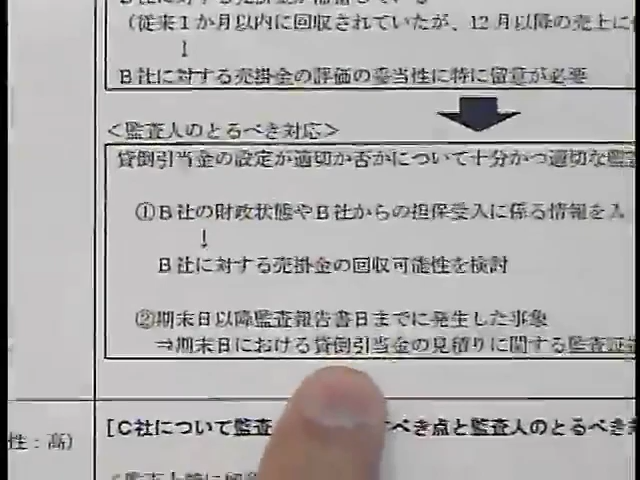 B社に対する売掛金が
(従来1か月以内に回収されていたが、12月以降の売上に
↓
B社に対する売掛金の評価の妥当性に特に留意が必要
<監査人のとるべき対応>
貸倒引当金の設定が適切か否かについて十分かつ適切な監
①B社の財政状態やB社からの担保受入に係る情報を入
↓
B社に対する売掛金の回収可能性を検討
②期末日以降監査報告書日までに発生した事象
⇒期末日における貸倒引当金の見積りに関する監査証
性：高)
[C社について監査 べき点と監査人のとるべき